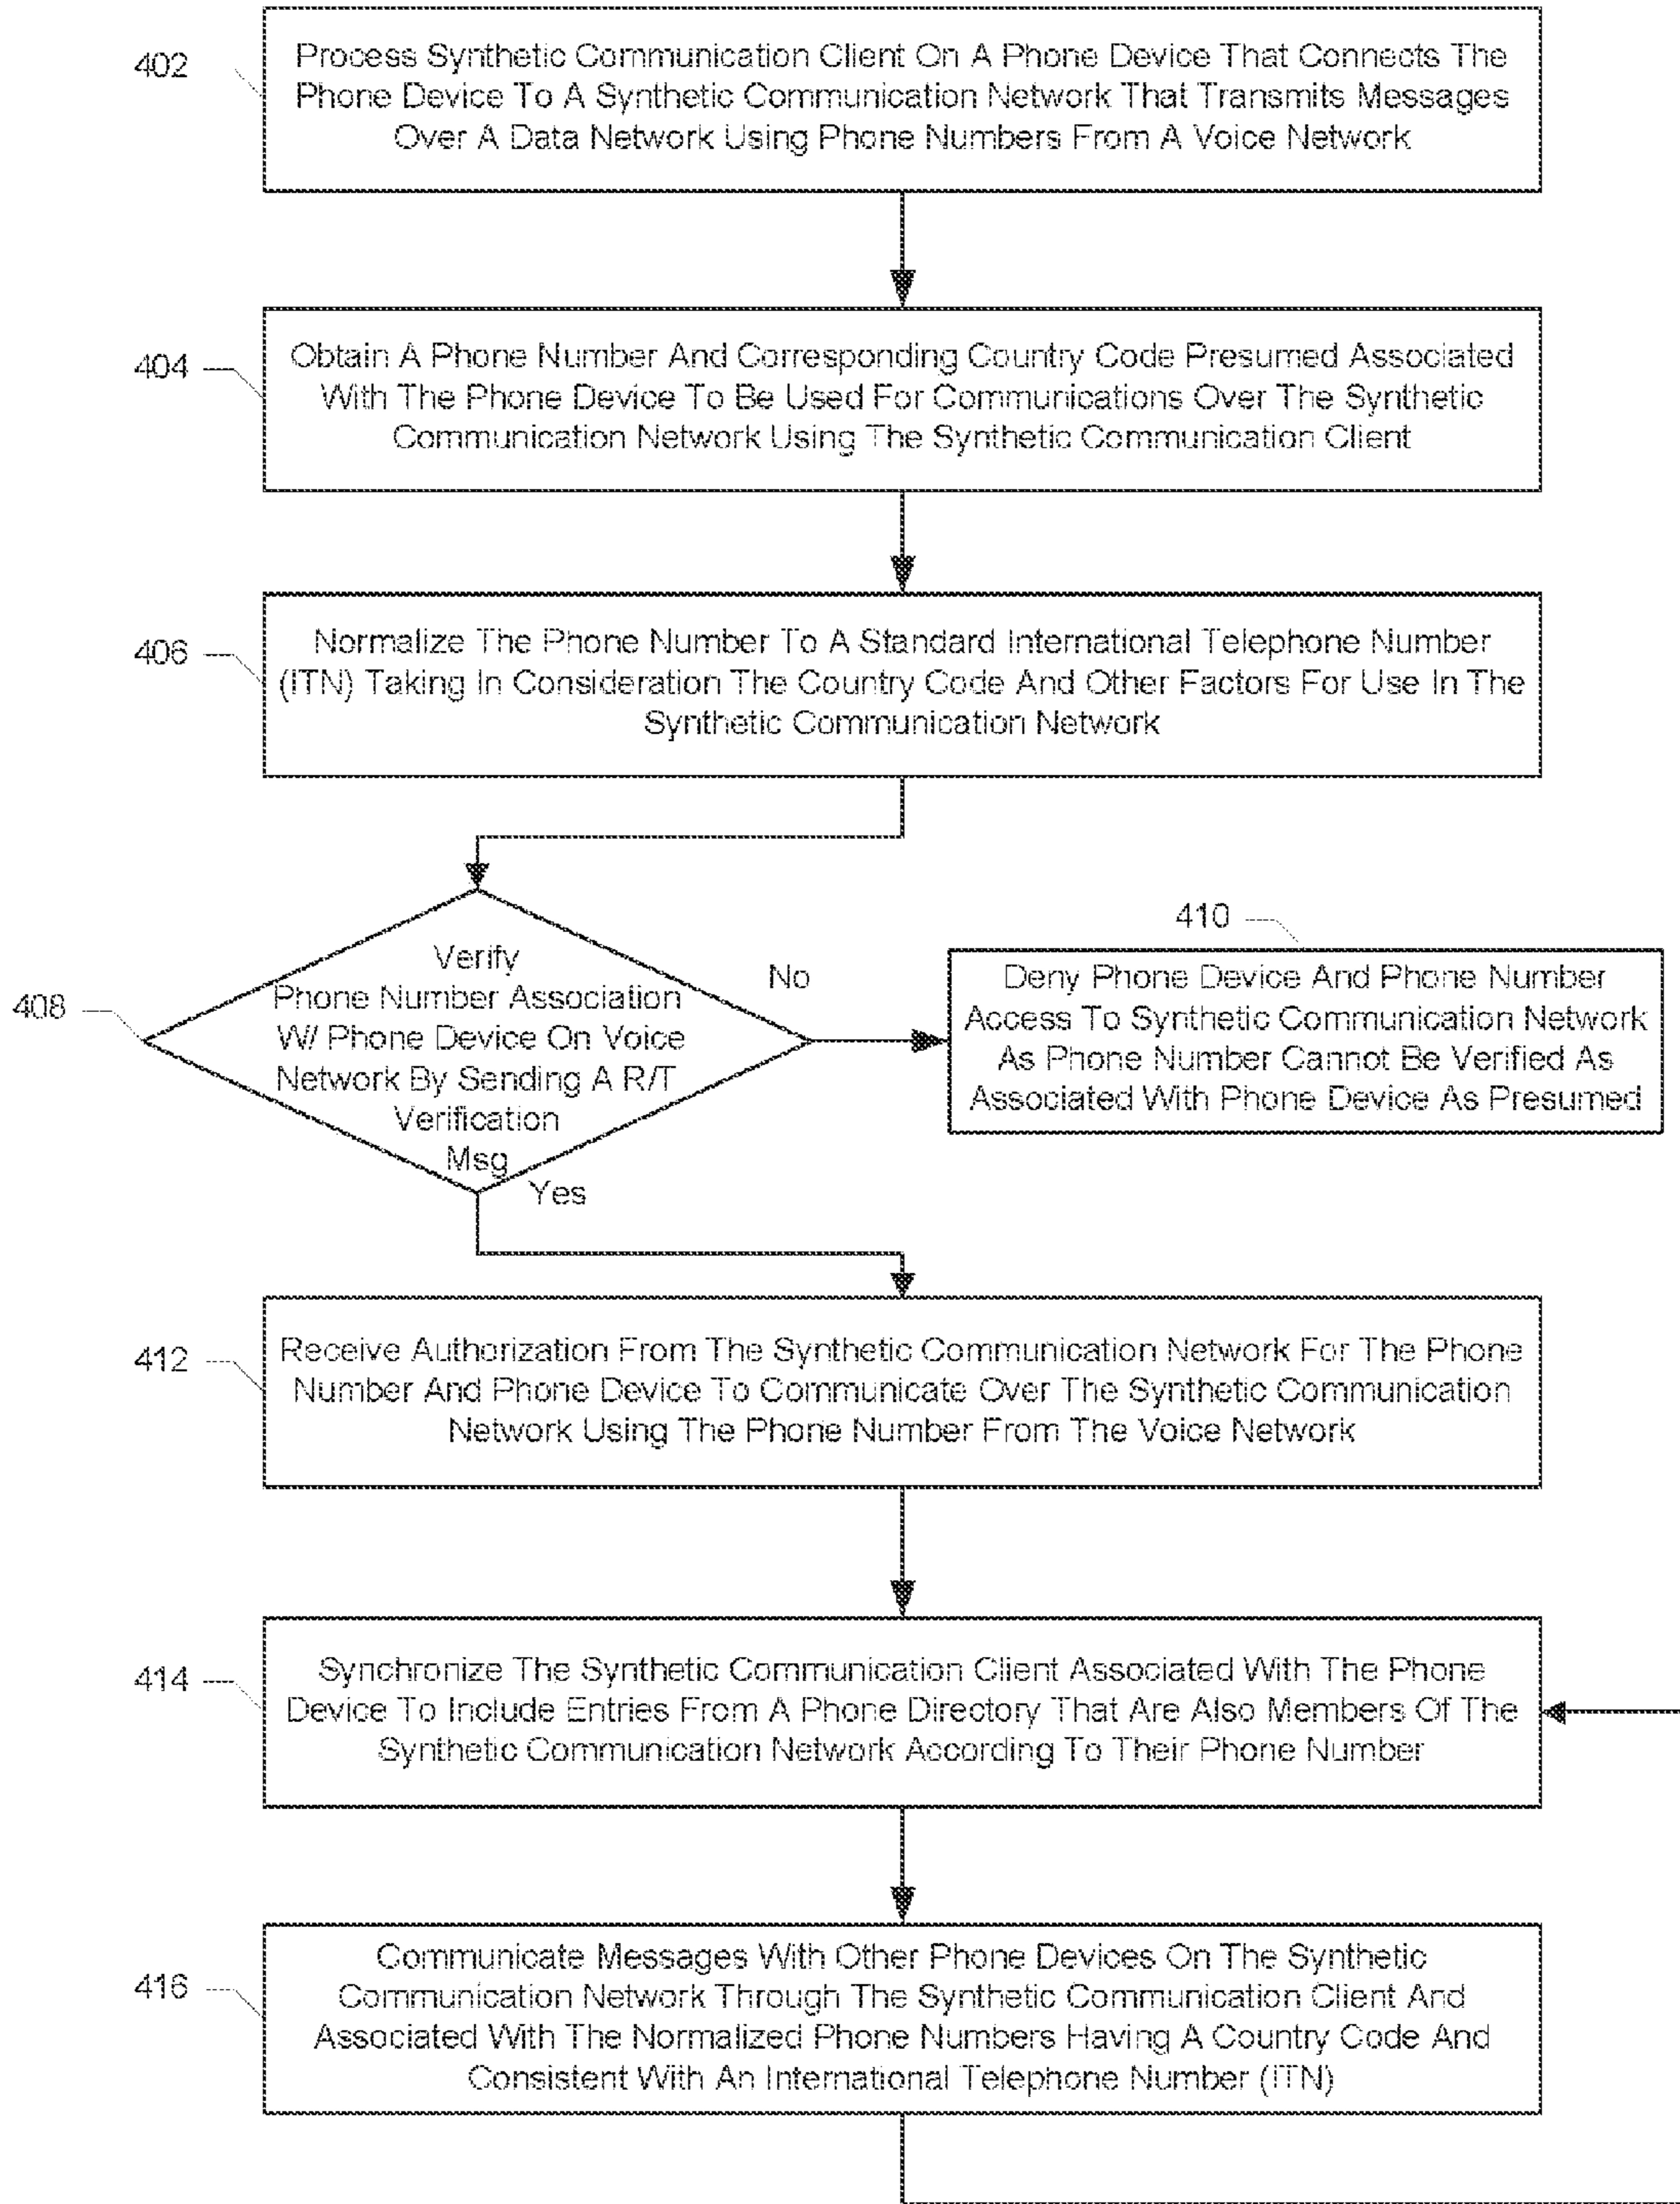 402
Process Synthetic Communication Client On A Phone Device That Connects The
Phone Device To A Synthetic Communication Network That Transmits Messages
Over A Data Network Using Phone Numbers From A Voice Network
404
Obtain A Phone Number And Corresponding Country Code Presumed Associated
With The Phone Device To Be Used For Communications Over The Synthetic
Communication Network Using The Synthetic Communication Client
406
Normalize The Phone Number To A Standard International Telephone Number
(ITN) Taking In Consideration The Country Code And Other Factors For Use In The
Synthetic Communication Network
408
Verify
Phone Number Association
W/ Phone Device On Voice
Network By Sending A R/T
Verification
Msg
No
Yes
410
Deny Phone Device And Phone Number
Access To Synthetic Communication Network
As Phone Number Cannot Be Verified As
Associated With Phone Device As Presumed
412
Receive Authorization From The Synthetic Communication Network For The Phone
Number And Phone Device To Communicate Over The Synthetic Communication
Network Using The Phone Number From The Voice Network
414
Synchronize The Synthetic Communication Client Associated With The Phone
Device To Include Entries From A Phone Directory That Are Also Members Of The
Synthetic Communication Network According To Their Phone Number
416
Communicate Messages With Other Phone Devices On The Synthetic
Communication Network Through The Synthetic Communication Client And
Associated With The Normalized Phone Numbers Having A Country Code And
Consistent With An International Telephone Number (ITN)